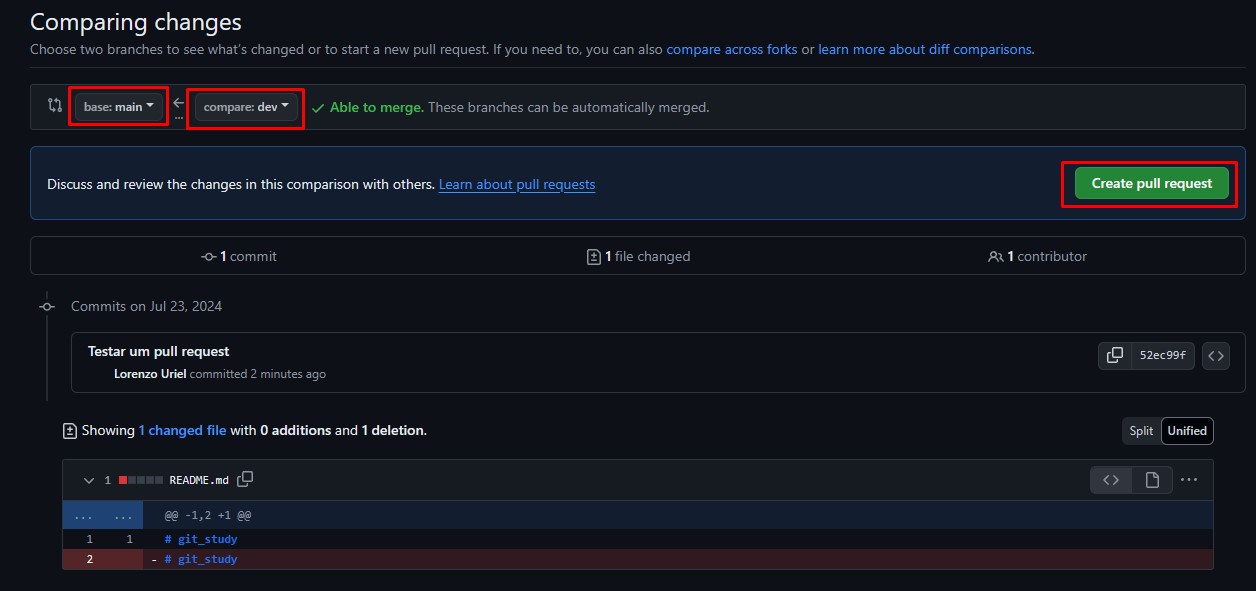 Comparing changes
Choose two branches to see what's changed or to start a new pull request. If you need to, you can also compare across forks or learn more about diff comparisons.
base: main compare: dev Able to merge. These branches can be automatically merged.
Discuss and review the changes in this comparison with others. Learn about pull requests Create pull request
1 commit 1 file changed 1 contributor
Commits on Jul 23, 2024
Testar um pull request
52ec99f
Lorenzo Uriel committed 2 minutes ago
Showing 1 changed file with 0 additions and 1 deletion. Split Unified
1 README.md
... ... @@ -1,2 +1 @@
1 1 # git_study
2 - # git_study